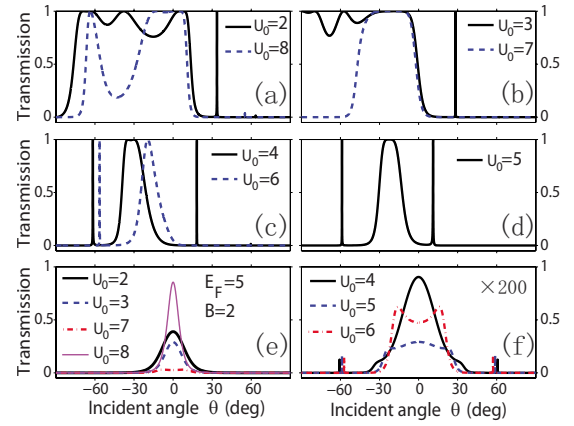 Transmission
1
0.5
0
U₀=2
U₀=8
(a)
U₀=3
U₀=7
(b)
1
0.5
0
Transmission
1
0.5
0
U₀=4
U₀=6
(c)
U₀=5
(d)
1
0.5
0
Transmission
1
0.5
0
U₀=2
U₀=3
U₀=7
U₀=8
E_F=5
B=2
(e)
U₀=4
U₀=5
U₀=6
×200
(f)
1
0.5
0
−60 −30 0 30 60
−60 −30 0 30 60
Incident angle θ (deg)
Incident angle θ (deg)